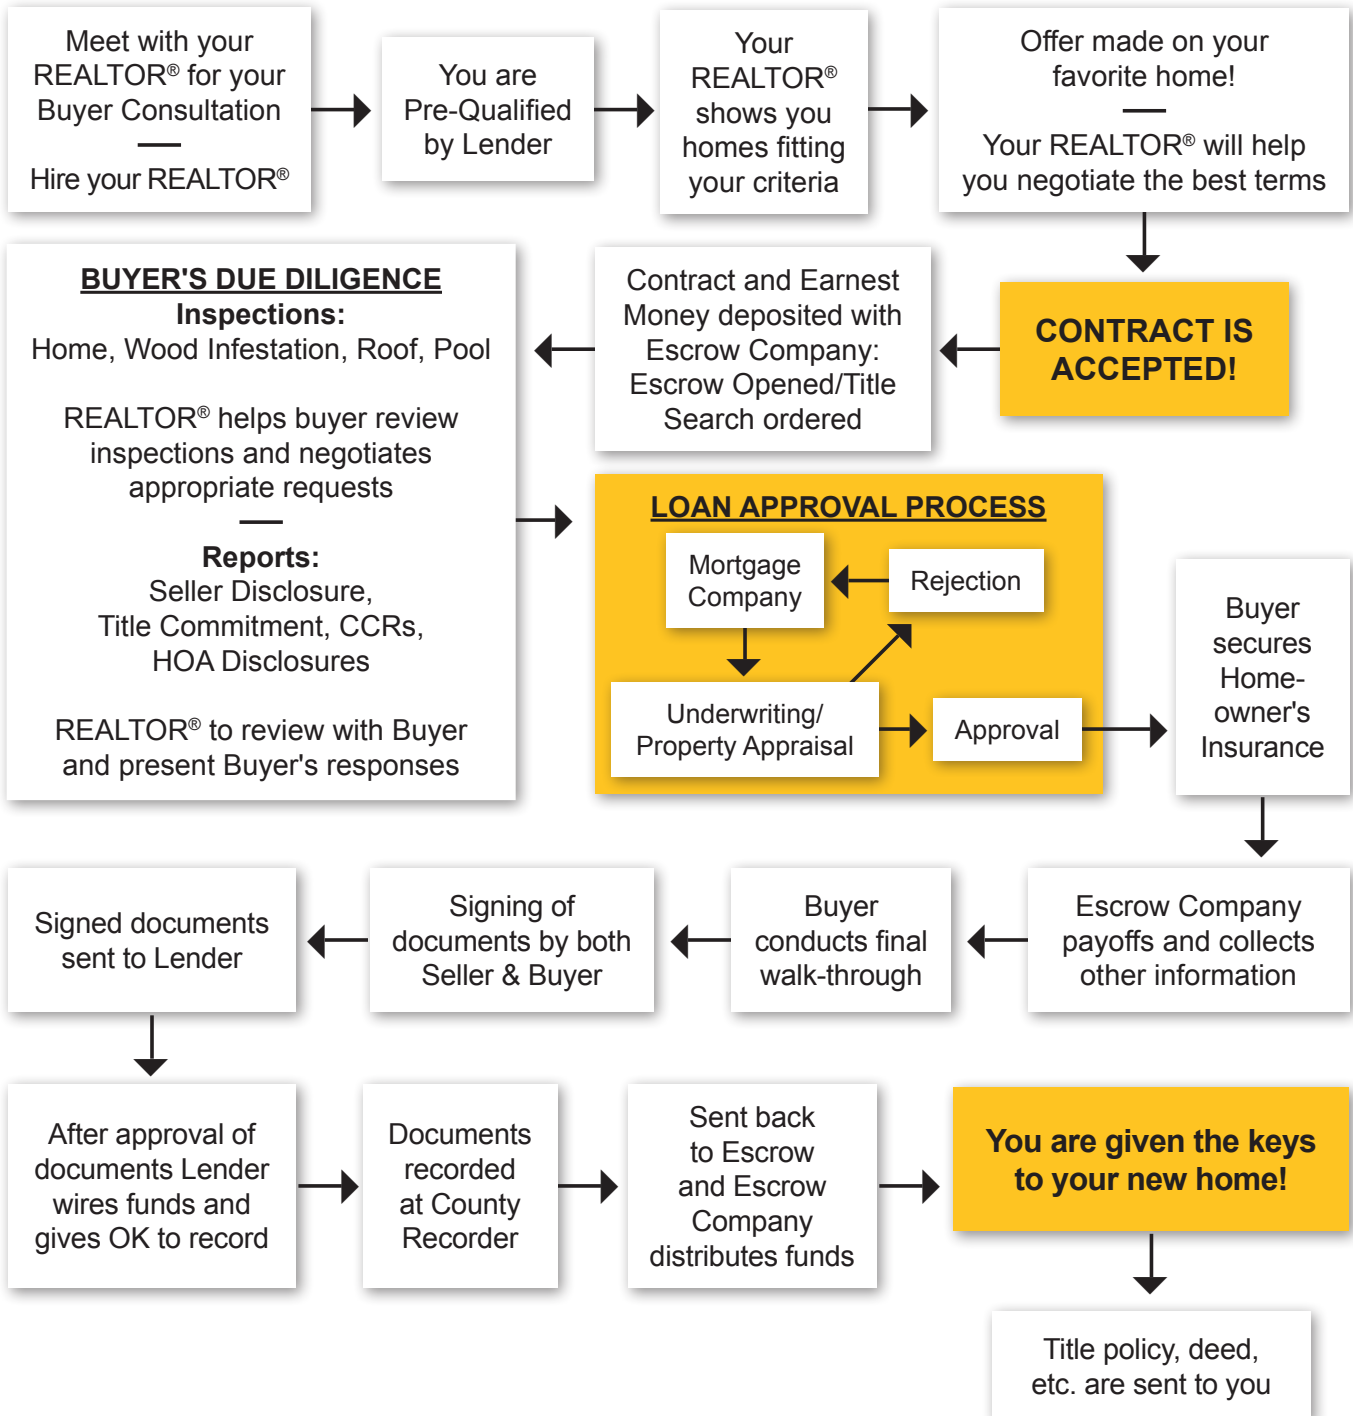 Meet with your
REALTOR® for your
Buyer Consultation
Hire your REALTOR®
You are
Pre-Qualified
by Lender
Your
REALTOR®
shows you
homes fitting
your criteria
Offer made on your
favorite home!
Your REALTOR® will help
you negotiate the best terms
CONTRACT IS
ACCEPTED!
Contract and Earnest
Money deposited with
Escrow Company:
Escrow Opened/Title
Search ordered
BUYER'S DUE DILIGENCE
Inspections:
Home, Wood Infestation, Roof, Pool
REALTOR® helps buyer review
inspections and negotiates
appropriate requests
Reports:
Seller Disclosure,
Title Commitment, CCRs,
HOA Disclosures
REALTOR® to review with Buyer
and present Buyer's responses
LOAN APPROVAL PROCESS
Mortgage
Company
Rejection
Underwriting/
Property Appraisal
Approval
Buyer
secures
Home-
owner's
Insurance
Escrow Company
payoffs and collects
other information
Buyer
conducts final
walk-through
Signing of
documents by both
Seller & Buyer
Signed documents
sent to Lender
After approval of
documents Lender
wires funds and
gives OK to record
Documents
recorded
at County
Recorder
Sent back
to Escrow
and Escrow
Company
distributes funds
You are given the keys
to your new home!
Title policy, deed,
etc. are sent to you